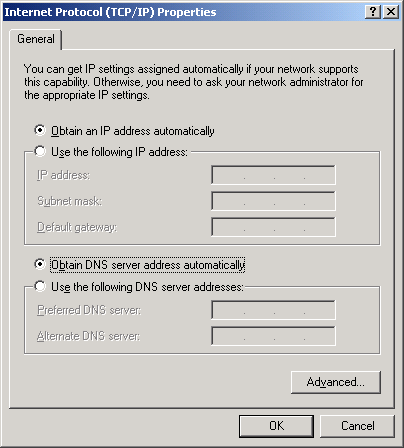 Internet Protocol (TCP/IP) Properties
General
You can get IP settings assigned automatically if your network supports
this capability. Otherwise, you need to ask your network administrator for
the appropriate IP settings.
Obtain an IP address automatically
Use the following IP address:
IP address:
Subnet mask:
Default gateway:
Obtain DNS server address automatically
Use the following DNS server addresses:
Preferred DNS server:
Alternate DNS server:
Advanced...
OK Cancel